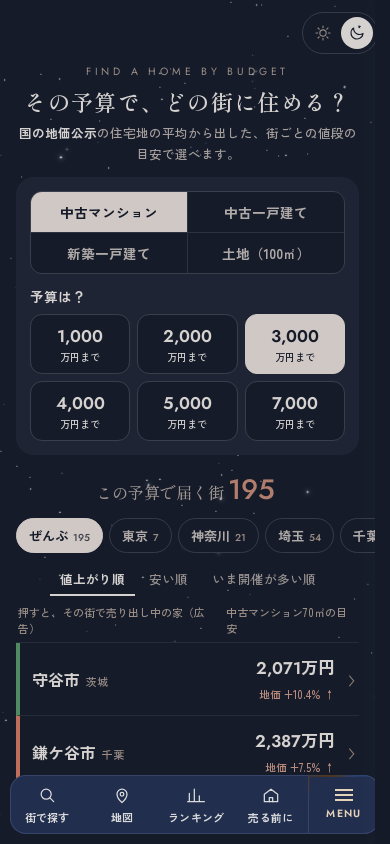 FIND A HOME BY BUDGET
その予算で、どの街に住める？
国の地価公示の住宅地の平均から出した、街ごとの値段の
目安で選べます。
中古マンション
中古一戸建て
新築一戸建て
土地（100㎡）
予算は？
1,000
万円まで
2,000
万円まで
3,000
万円まで
4,000
万円まで
5,000
万円まで
7,000
万円まで
この予算で届く街 195
ぜんぶ 195
東京 7
神奈川 21
埼玉 54
千葉
値上がり順
安い順
いま開催が多い順
押すと、その街で売り出し中の家（広
告）
中古マンション70㎡の目
安
守谷市 茨城
2,071万円
地価 +10.4% ↑
鎌ケ谷市 千葉
2,387万円
地価 +7.5% ↑
街で探す
地図
ランキング
売る前に
MENU